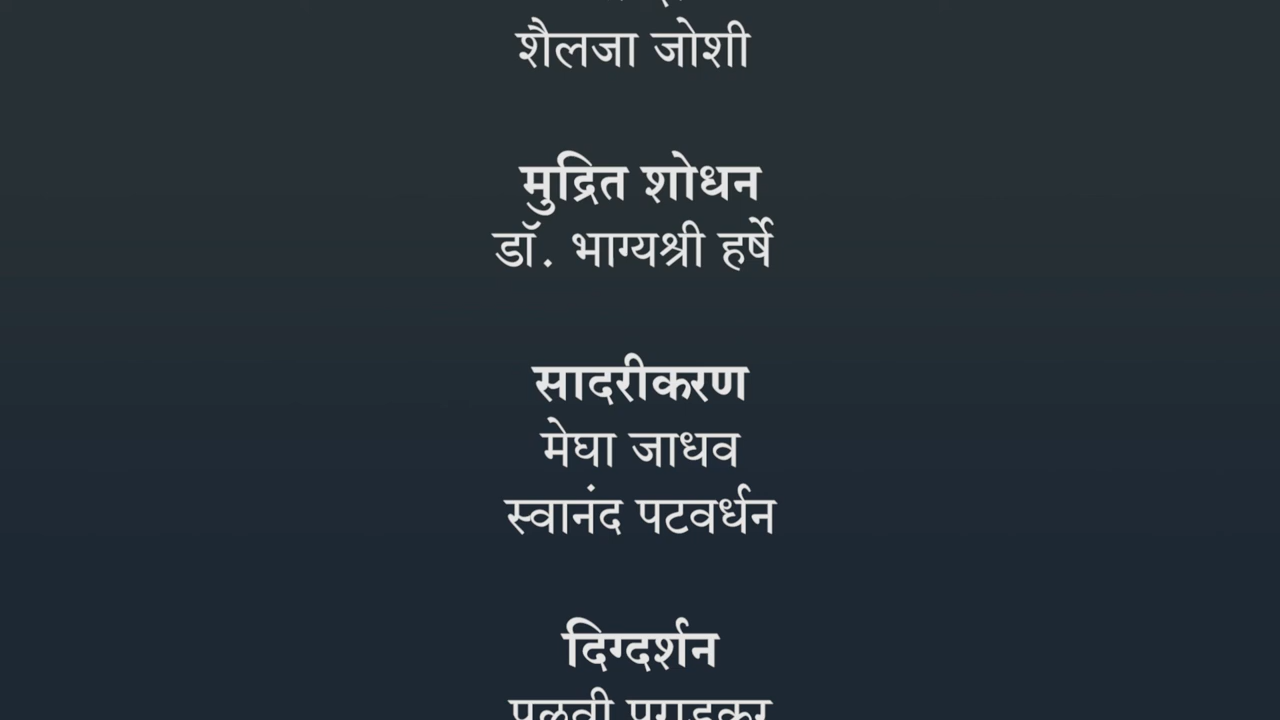 शैलजा जोशी
मुद्रित शोधन
डॉ. भाग्यश्री हर्षे
सादरीकरण
मेघा जाधव
स्वानंद पटवर्धन
दिग्दर्शन